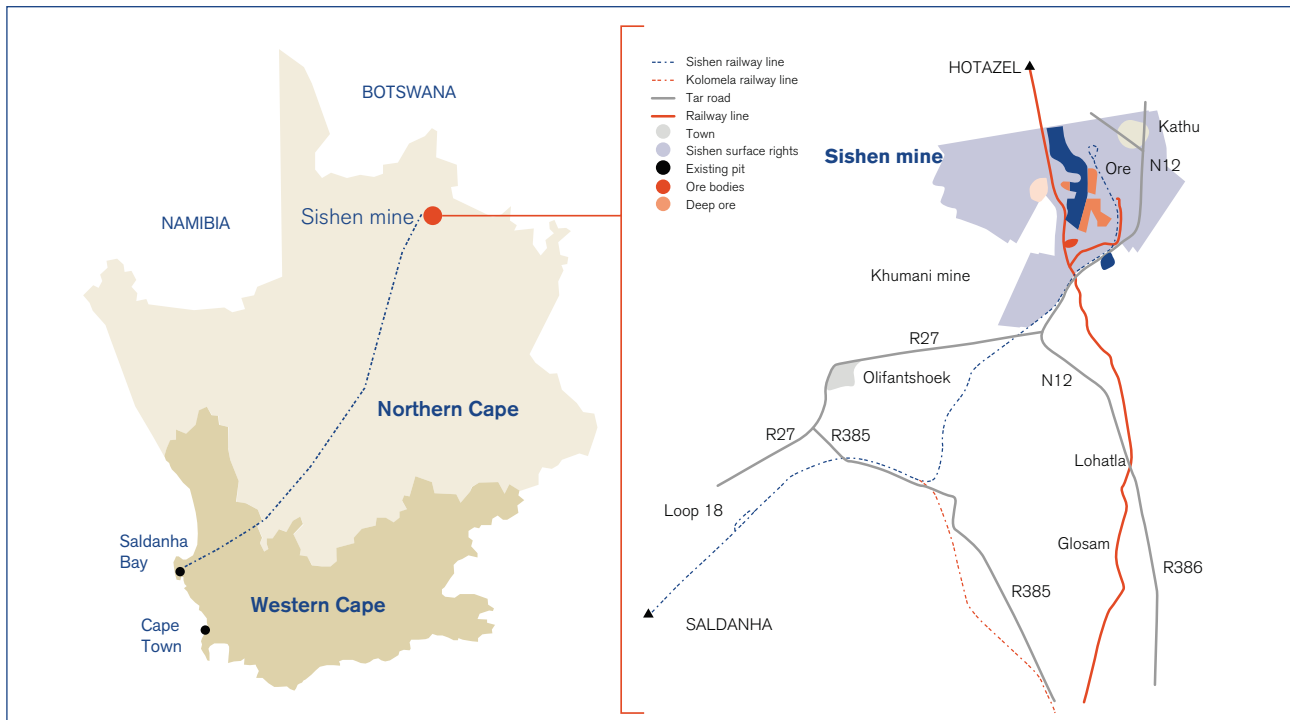 BOTSWANA
NAMIBIA
Sishen mine
Northern Cape
Saldanha
Bay
Western Cape
Cape
Town
Sishen railway line
Kolomela railway line
Tar road
Railway line
Town
Sishen surface rights
Existing pit
Ore bodies
Deep ore
HOTAZEL
Kathu
Sishen mine
Ore
N12
Khumani mine
R27
Olifantshoek
N12
R27
R385
Lohatla
Loop 18
Glosam
R386
R385
SALDANHA